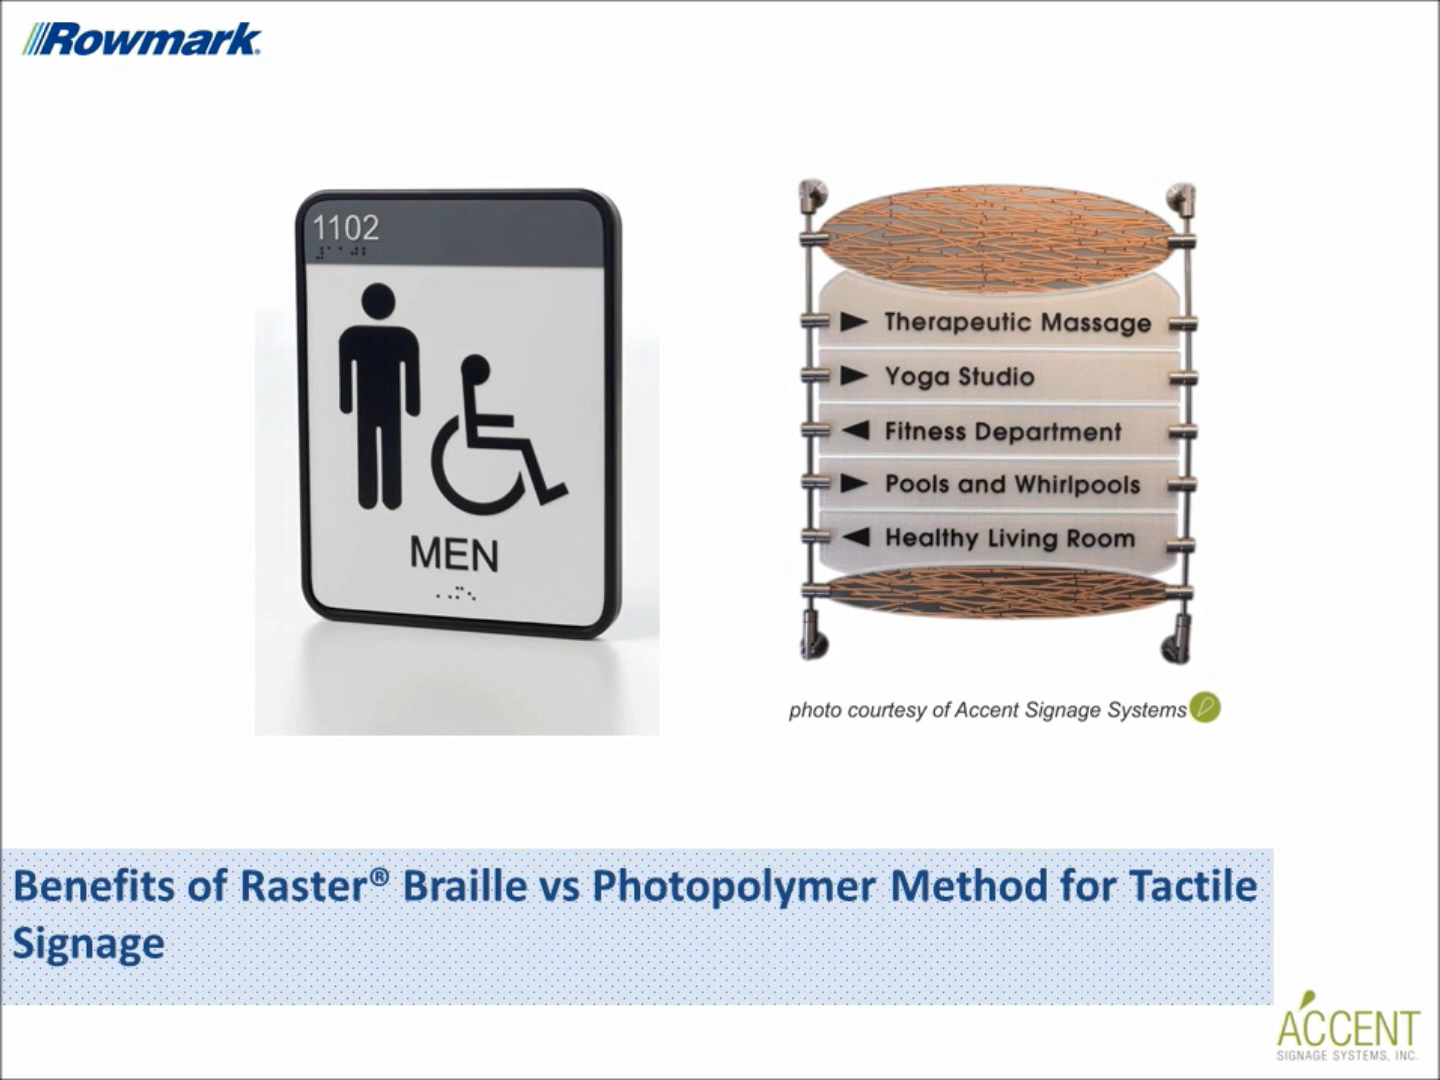 Rowmark
1102
MEN
Therapeutic Massage
Yoga Studio
Fitness Department
Pools and Whirlpools
Healthy Living Room
photo courtesy of Accent Signage Systems
Benefits of Raster® Braille vs Photopolymer Method for Tactile
Signage
ACCENT
SIGNAGE SYSTEMS, INC.